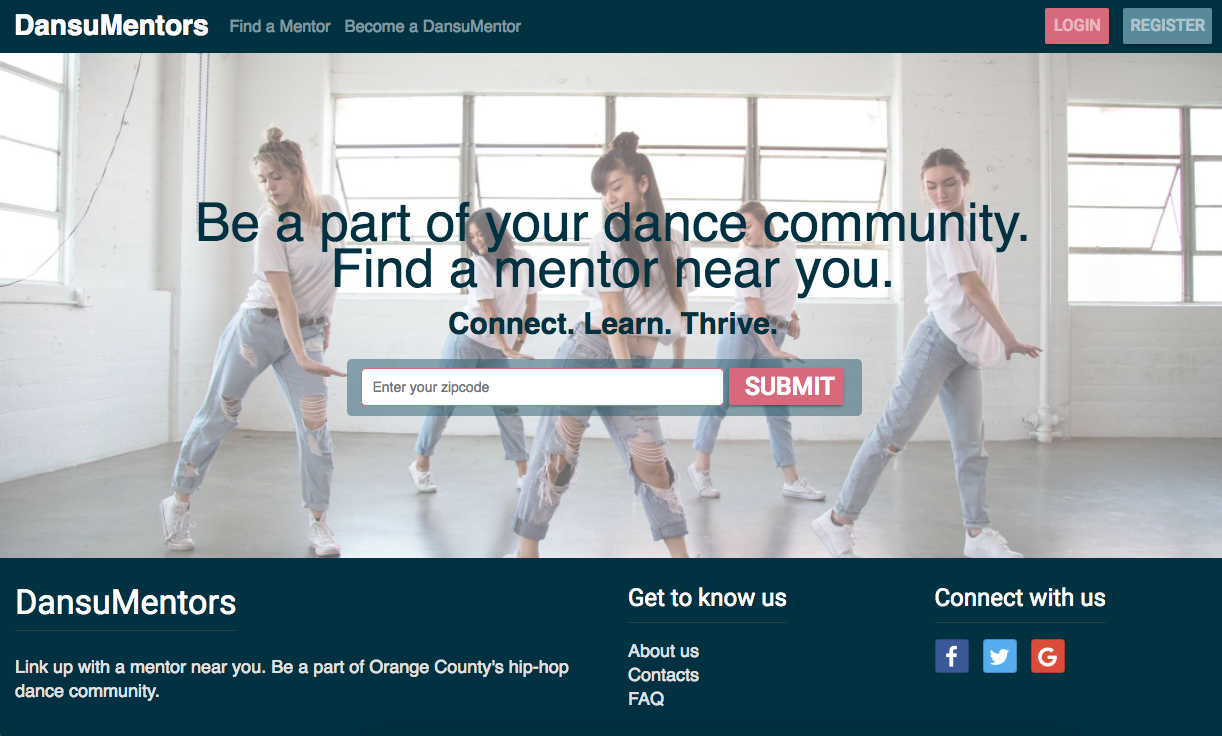 DansuMentors Find a Mentor Become a DansuMentor LOGIN REGISTER
Be a part of your dance community.
Find a mentor near you.
Connect. Learn. Thrive.
Enter your zipcode SUBMIT
DansuMentors
Link up with a mentor near you. Be a part of Orange County's hip-hop
dance community.
Get to know us
About us
Contacts
FAQ
Connect with us
f G